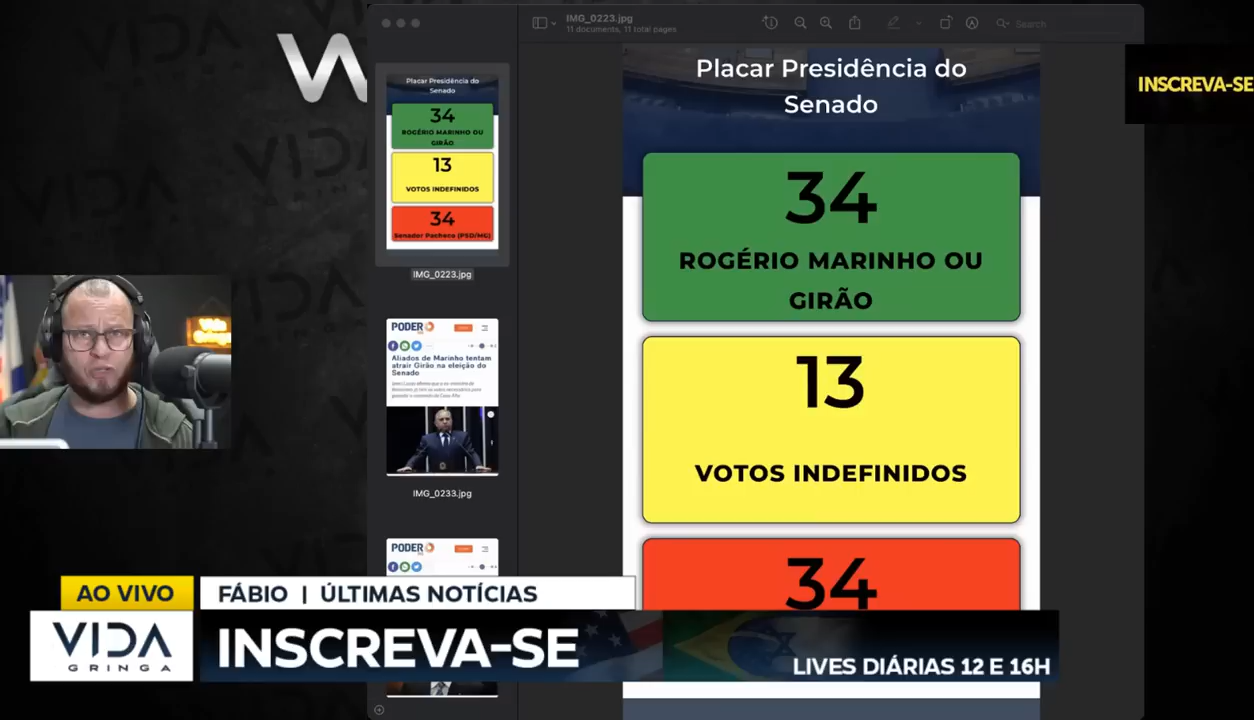 IMG_0223.jpg
11 documents, 11 total pages
Search
INSCREVA-SE
W
Placar Presidência do
Senado
34
ROGÉRIO MARINHO OU
GIRÃO
13
VOTOS INDEFINIDOS
34
Senador Pacheco (PSD/MG)
IMG_0223.jpg
PODER
Aliados de Marinho tentam
atrair Girão na eleição do
Senado
IMG_0233.jpg
PODER
Placar Presidência do
Senado
34
ROGÉRIO MARINHO OU
GIRÃO
13
VOTOS INDEFINIDOS
34
AO VIVO
FÁBIO | ÚLTIMAS NOTÍCIAS
VIDA
GRINGA
INSCREVA-SE
LIVES DIÁRIAS 12 E 16H